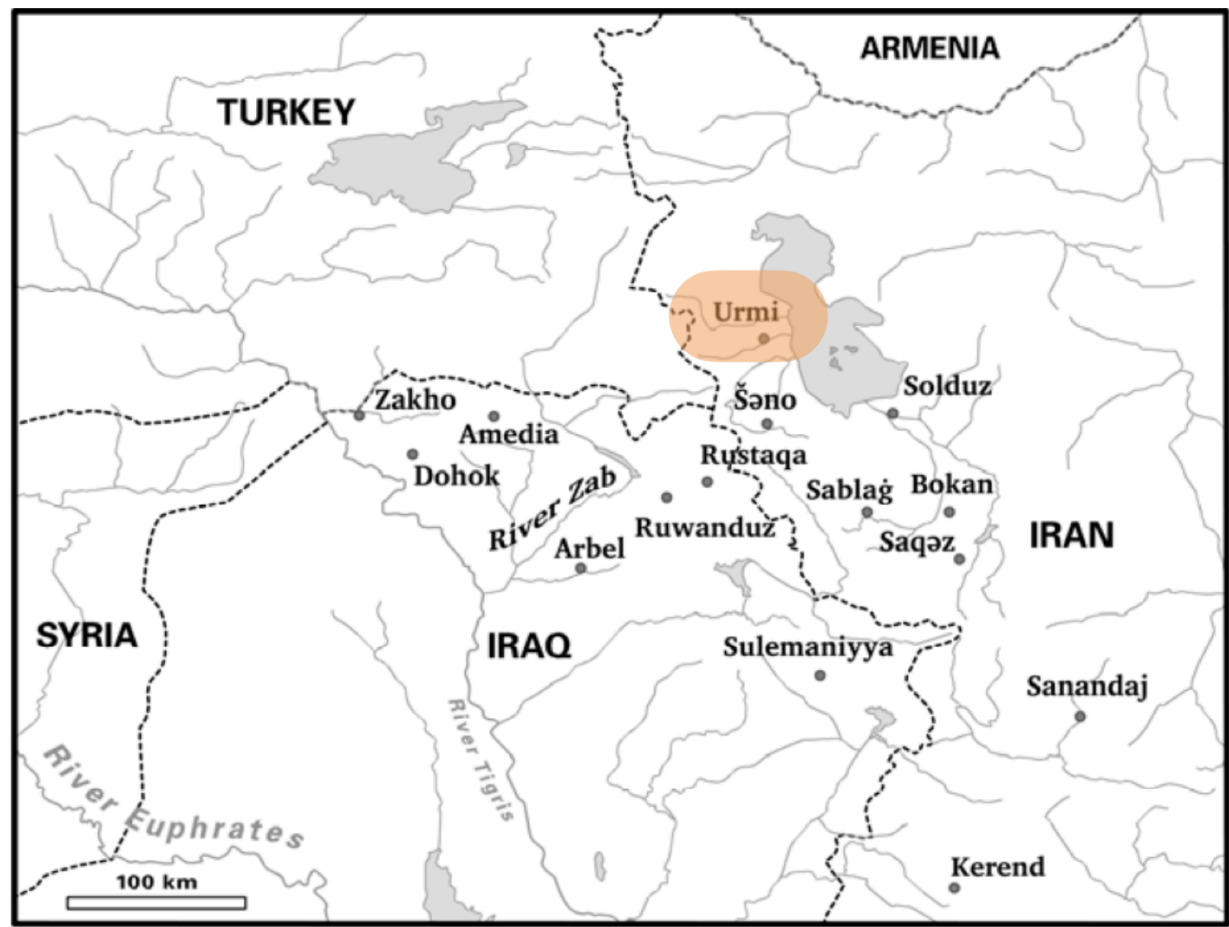 ARMENIA
TURKEY
Urmi
Solduz
Šəno
Zakho
Amedia
Rustaqa
Dohok
River Zab
Sablaġ
Bokan
Ruwanduz
Saqəz
IRAN
Arbel
SYRIA
IRAQ
Sulemaniyya
Sanandaj
River Tigris
River Euphrates
Kerend
100 km